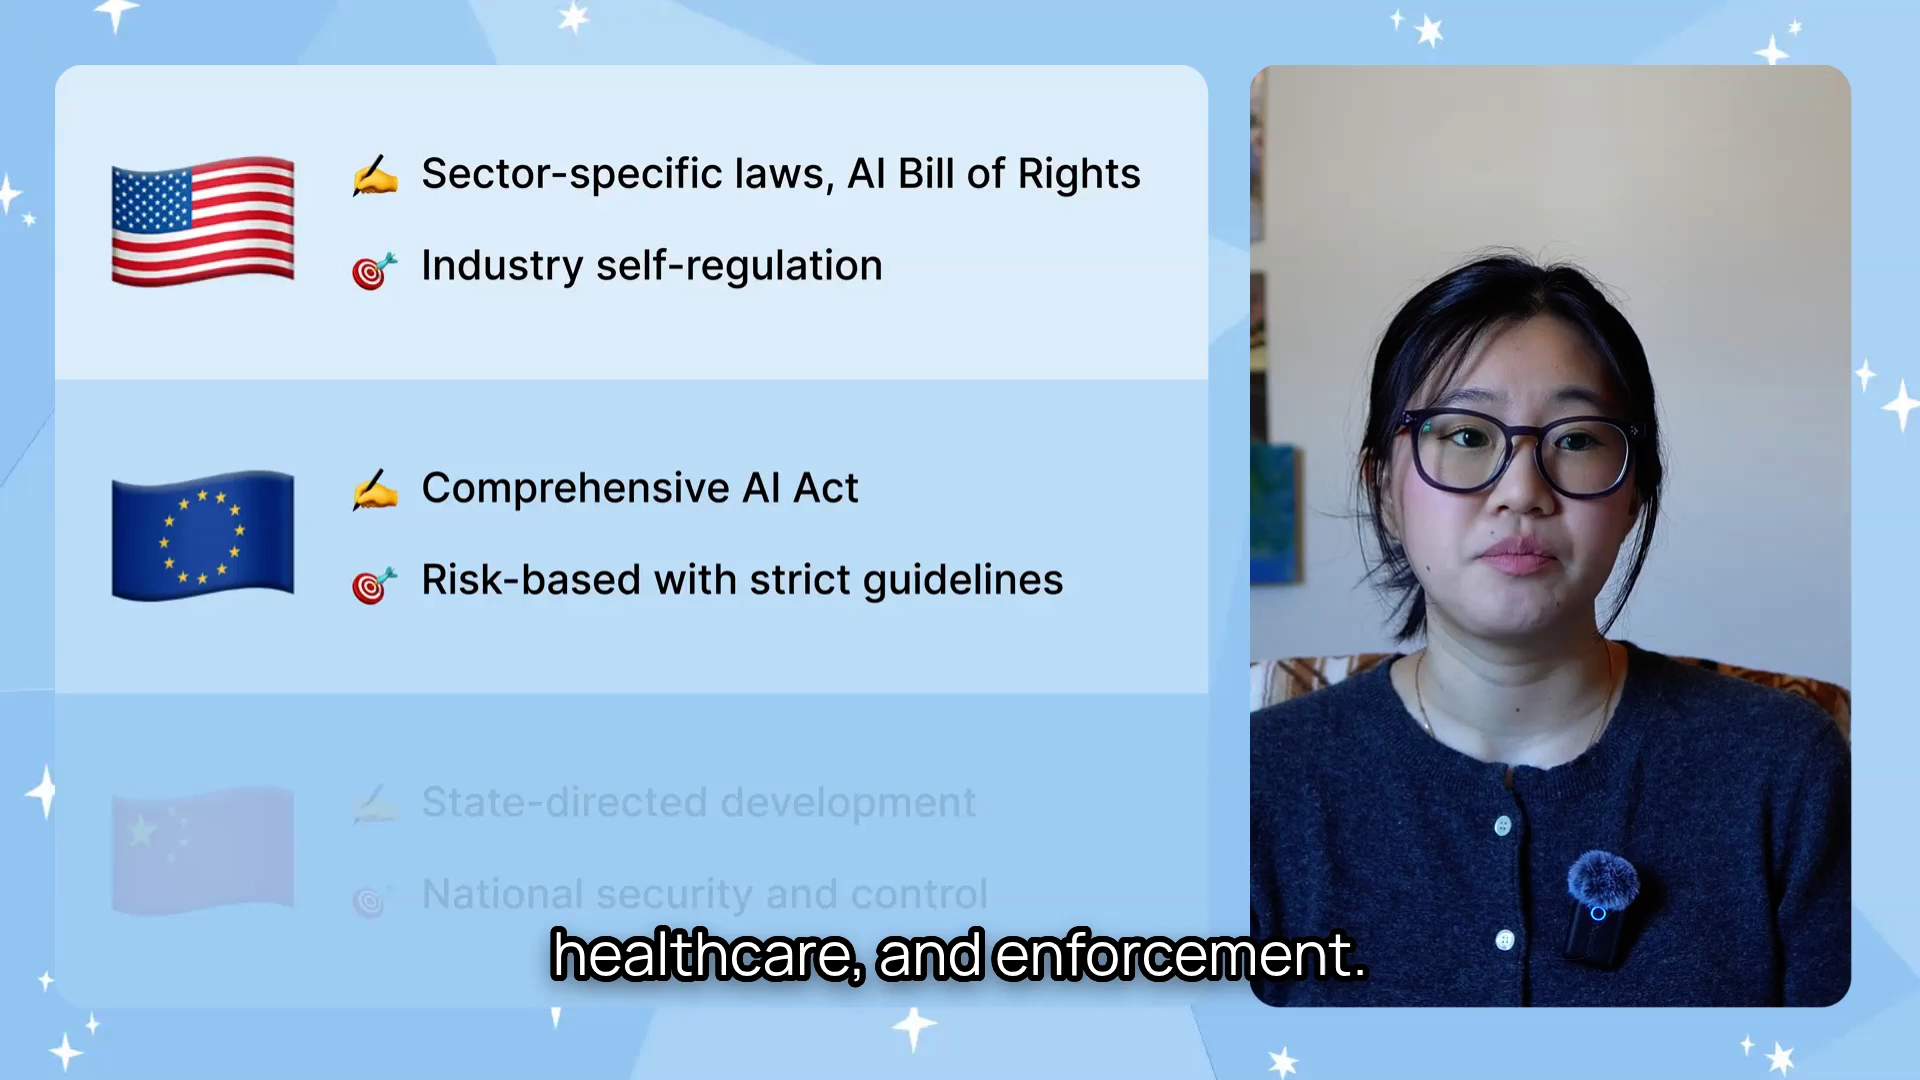 Sector-specific laws, AI Bill of Rights
Industry self-regulation
Comprehensive AI Act
Risk-based with strict guidelines
State-directed development
National security and control
healthcare, and enforcement.